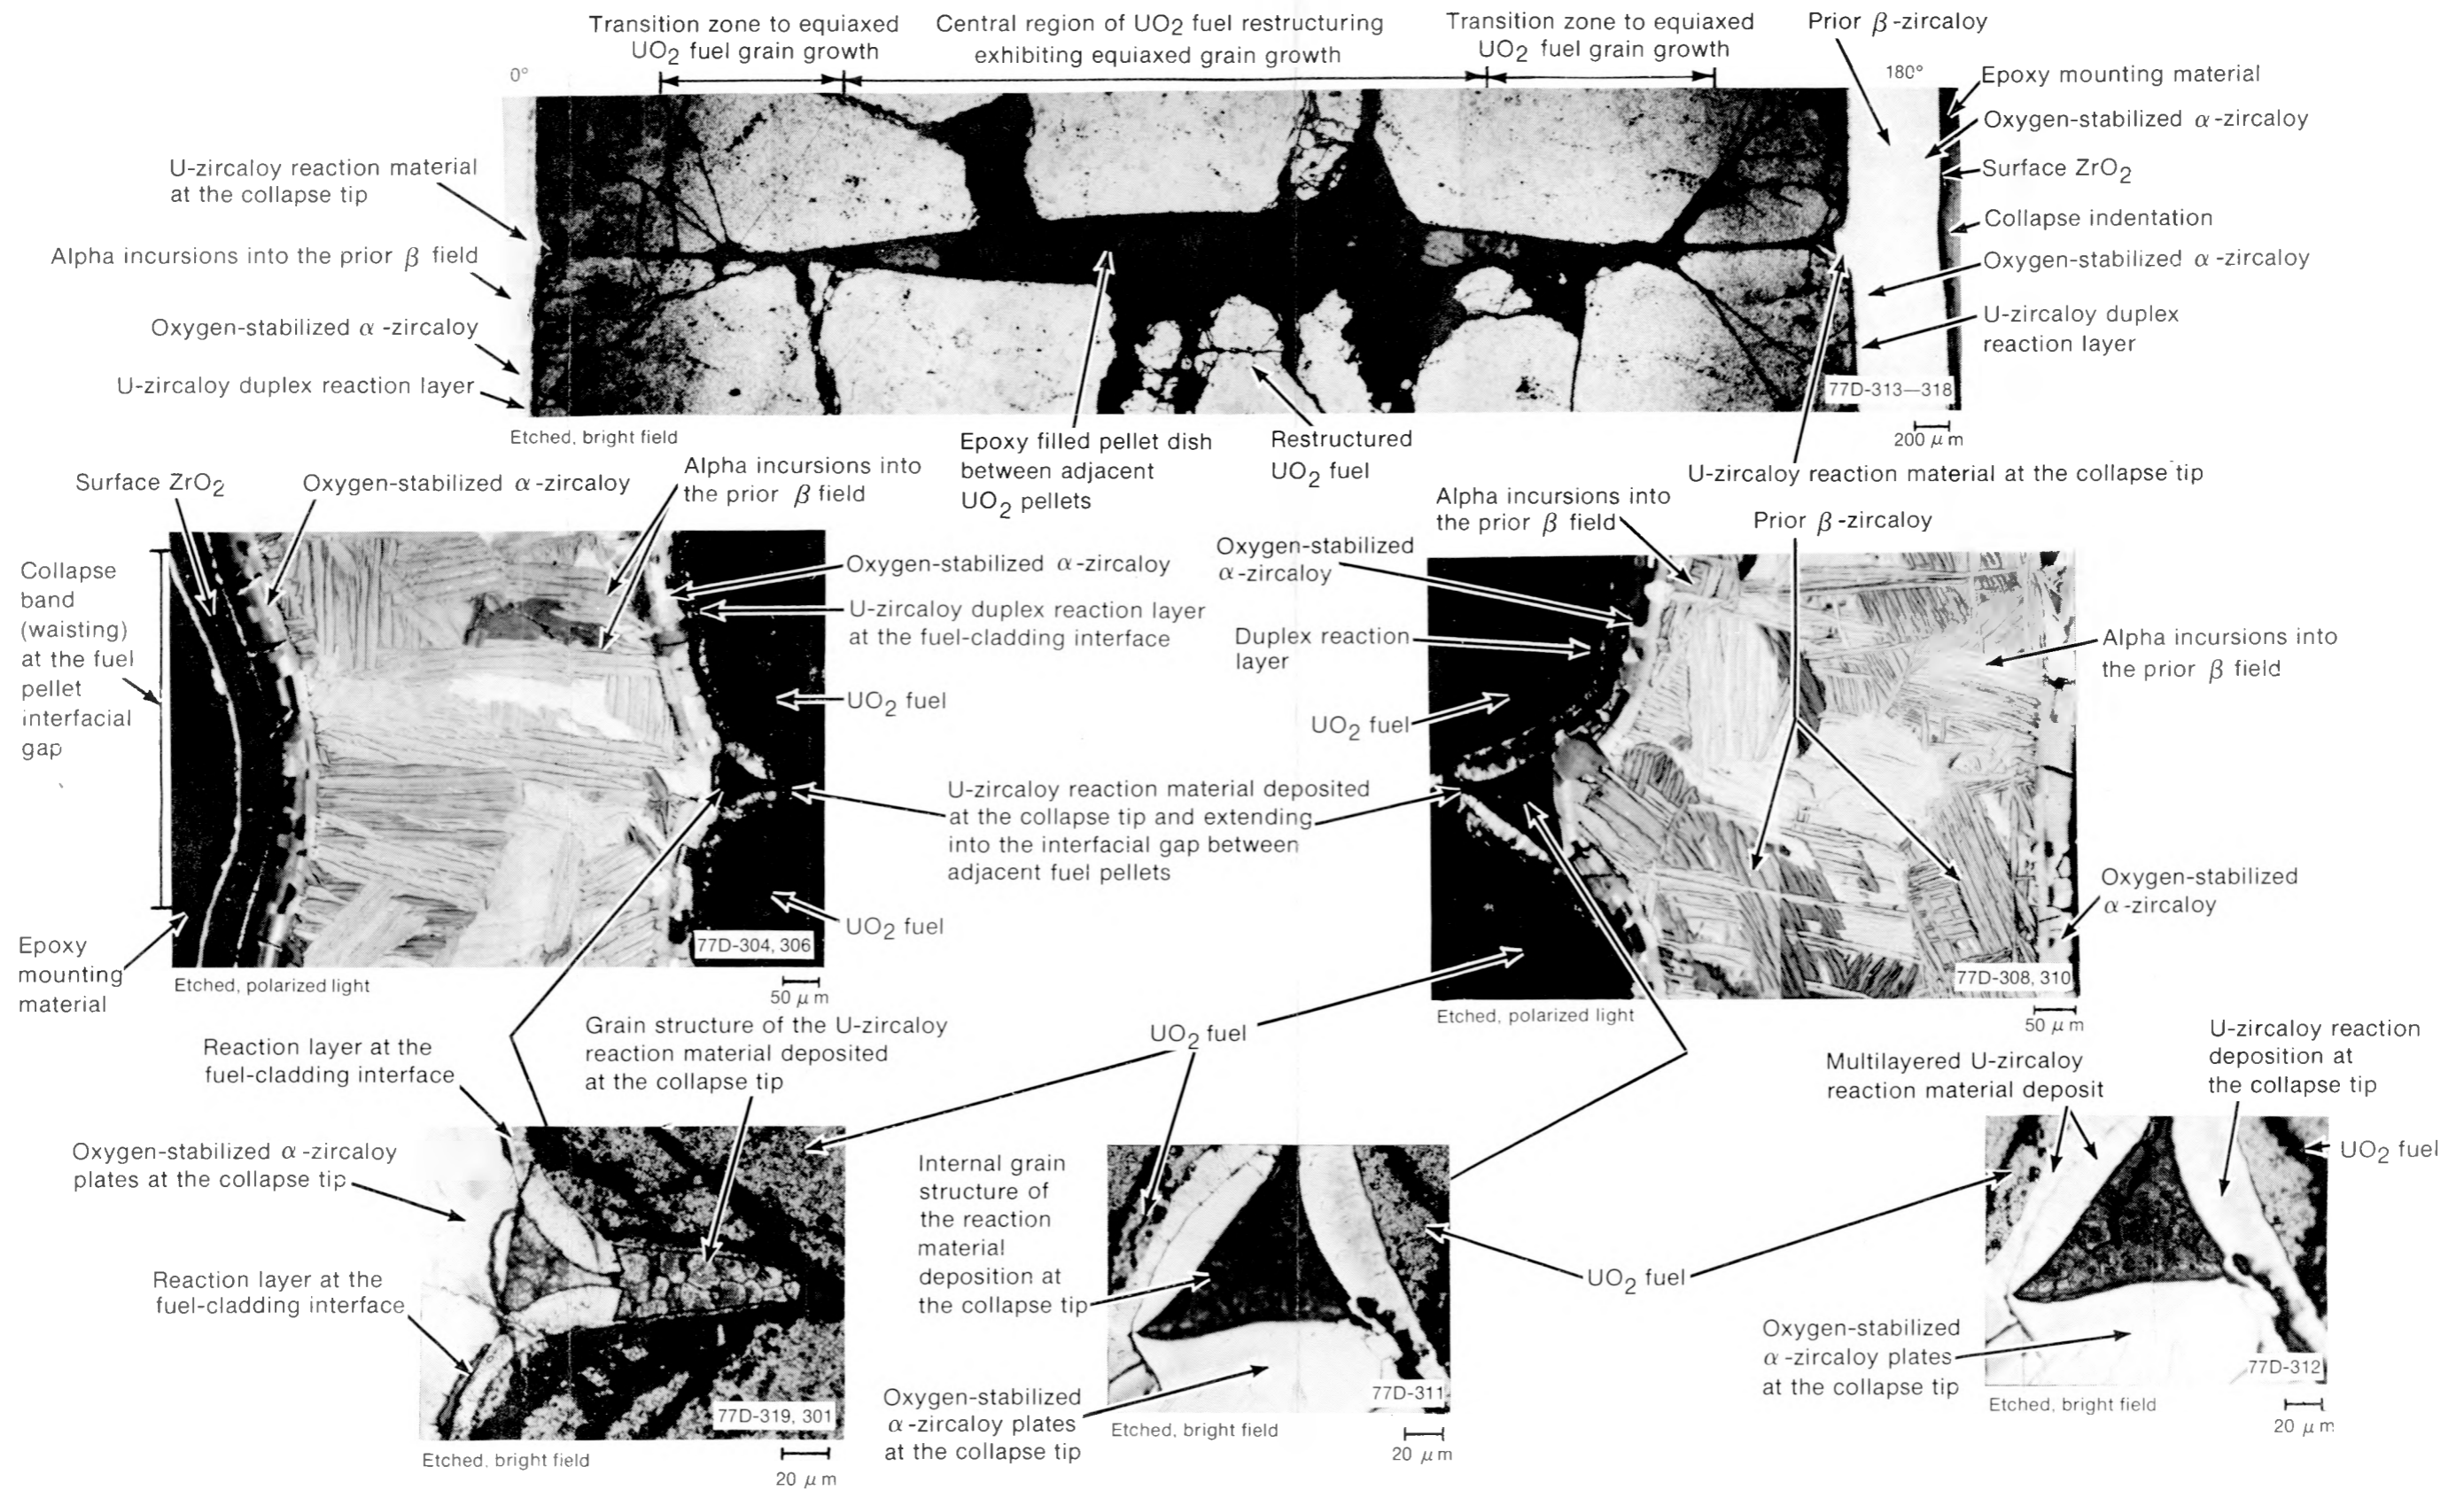 Transition zone to equiaxed
UO2 fuel grain growth
Central region of UO2 fuel restructuring
exhibiting equiaxed grain growth
Transition zone to equiaxed
UO2 fuel grain growth
Prior β-zircaloy
0°
180°
Epoxy mounting material
Oxygen-stabilized α-zircaloy
Surface ZrO2
Collapse indentation
Oxygen-stabilized α-zircaloy
U-zircaloy duplex
reaction layer
U-zircaloy reaction material
at the collapse tip
Alpha incursions into the prior β field
Oxygen-stabilized α-zircaloy
U-zircaloy duplex reaction layer
77D-313—318
200 μm
Etched, bright field
Epoxy filled pellet dish
between adjacent
UO2 pellets
Restructured
UO2 fuel
U-zircaloy reaction material at the collapse tip
Surface ZrO2
Oxygen-stabilized α-zircaloy
Alpha incursions into
the prior β field
Collapse
band
(waisting)
at the fuel
pellet
interfacial
gap
Epoxy
mounting
material
Oxygen-stabilized α-zircaloy
U-zircaloy duplex reaction layer
at the fuel-cladding interface
UO2 fuel
U-zircaloy reaction material deposited
at the collapse tip and extending
into the interfacial gap between
adjacent fuel pellets
UO2 fuel
77D-304, 306
Etched, polarized light
50 μm
Alpha incursions into
the prior β field
Prior β-zircaloy
Oxygen-stabilized
α-zircaloy
Duplex reaction
layer
UO2 fuel
Alpha incursions into
the prior β field
Oxygen-stabilized
α-zircaloy
77D-308, 310
Etched, polarized light
50 μm
Reaction layer at the
fuel-cladding interface
Grain structure of the U-zircaloy
reaction material deposited
at the collapse tip
UO2 fuel
Oxygen-stabilized α-zircaloy
plates at the collapse tip
Reaction layer at the
fuel-cladding interface
77D-319, 301
Etched, bright field
20 μm
Internal grain
structure of
the reaction
material
deposition at
the collapse tip
Oxygen-stabilized
α-zircaloy plates
at the collapse tip
77D-311
Etched, bright field
20 μm
UO2 fuel
Multilayered U-zircaloy
reaction material deposit
U-zircaloy reaction
deposition at
the collapse tip
UO2 fuel
Oxygen-stabilized
α-zircaloy plates
at the collapse tip
77D-312
Etched, bright field
20 μm